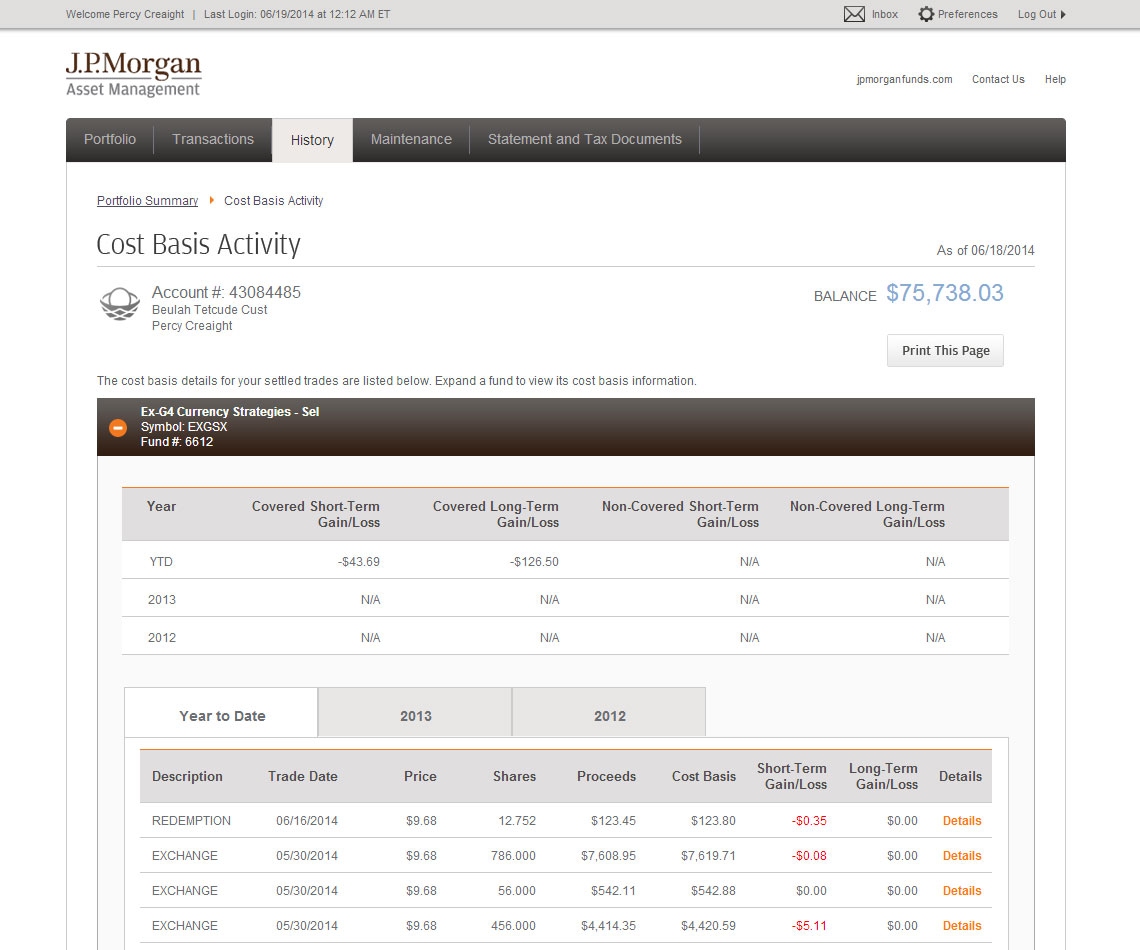 Welcome Percy Creaight | Last Login: 06/19/2014 at 12:12 AM ET Inbox Preferences Log Out
J.P.Morgan
Asset Management
jpmorganfunds.com Contact Us Help
Portfolio Transactions History Maintenance Statement and Tax Documents
Portfolio Summary Cost Basis Activity
Cost Basis Activity
As of 06/18/2014
Account #: 43084485
Beulah Tetcude Cust
Percy Creaight
BALANCE $75,738.03
Print This Page
The cost basis details for your settled trades are listed below. Expand a fund to view its cost basis information.
Ex-G4 Currency Strategies - Sel
Symbol: EXGSX
Fund #: 6612
Year Covered Short-Term Gain/Loss Covered Long-Term Gain/Loss Non-Covered Short-Term Gain/Loss Non-Covered Long-Term Gain/Loss
YTD -$43.69 -$126.50 N/A N/A
2013 N/A N/A N/A N/A
2012 N/A N/A N/A N/A
Year to Date 2013 2012
Description Trade Date Price Shares Proceeds Cost Basis Short-Term Gain/Loss Long-Term Gain/Loss Details
REDEMPTION 06/16/2014 $9.68 12.752 $123.45 $123.80 -$0.35 $0.00 Details
EXCHANGE 05/30/2014 $9.68 786.000 $7,608.95 $7,619.71 -$0.08 $0.00 Details
EXCHANGE 05/30/2014 $9.68 56.000 $542.11 $542.88 $0.00 $0.00 Details
EXCHANGE 05/30/2014 $9.68 456.000 $4,414.35 $4,420.59 -$5.11 $0.00 Details